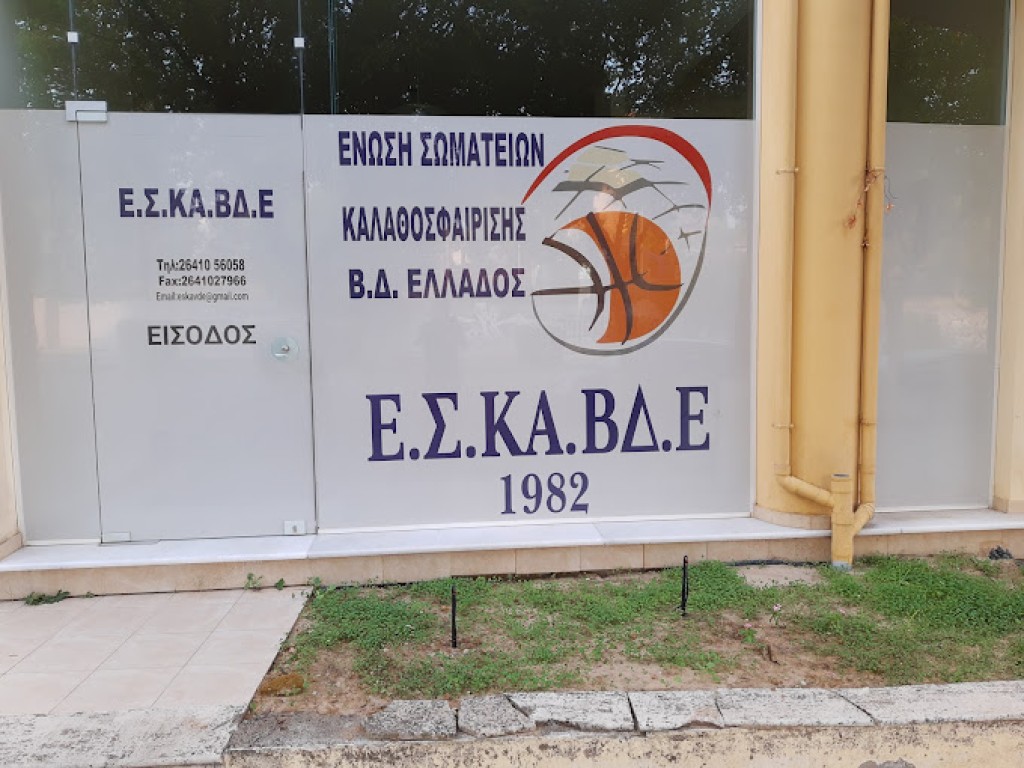 Ε.Σ.ΚΑ.ΒΔ.Ε
Τηλ:26410 56058
Fax:2641027966
Email:eskavde@gmail.com
ΕΙΣΟΔΟΣ
ΕΝΩΣΗ ΣΩΜΑΤΕΙΩΝ
ΚΑΛΑΘΟΣΦΑΙΡΙΣΗΣ
Β.Δ. ΕΛΛΑΔΟΣ
Ε.Σ.ΚΑ.ΒΔ.Ε
1982